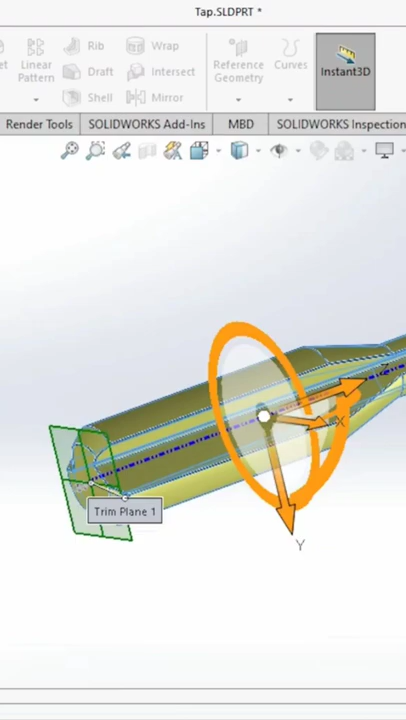 Tap.SLDPRT *
et Linear Pattern
Rib
Draft
Shell
Wrap
Intersect
Mirror
Reference Geometry
Curves
Instant3D
Render Tools SOLIDWORKS Add-Ins MBD SOLIDWORKS Inspection
Z
X
Trim Plane 1
Y